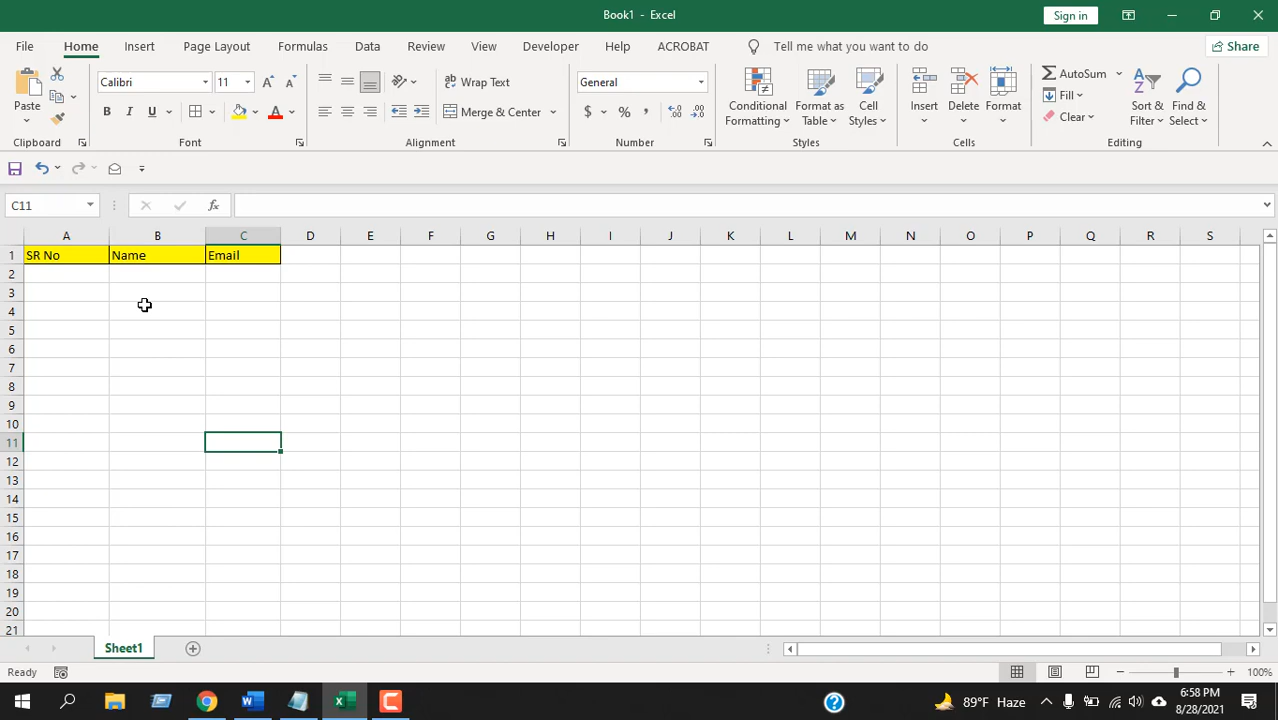 Book1 - Excel
Sign in
File Home Insert Page Layout Formulas Data Review View Developer Help ACROBAT Tell me what you want to do Share
Paste
Calibri 11
B I U A
Wrap Text
Merge & Center
General
$ % ,
Conditional Formatting
Format as Table
Cell Styles
Insert Delete Format
AutoSum
Fill
Clear
Sort & Filter
Find & Select
Clipboard Font Alignment Number Styles Cells Editing
C11 fx
A B C D E F G H I J K L M N O P Q R S
1 SR No Name Email
2
3
4
5
6
7
8
9
10
11
12
13
14
15
16
17
18
19
20
21
Sheet1
Ready 100%
89°F Haze 6:58 PM
8/28/2021